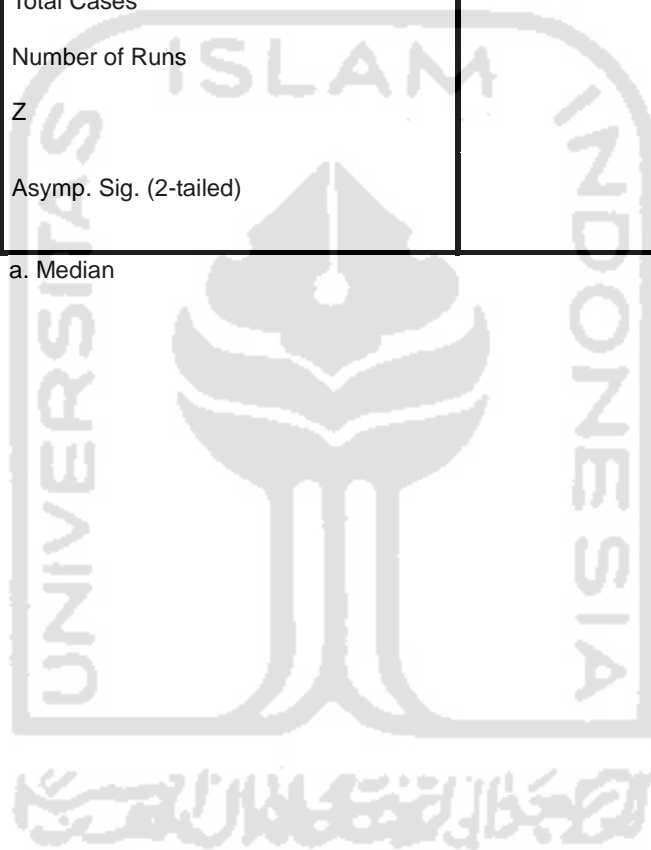 Total Cases
Number of Runs
Z
Asymp. Sig. (2-tailed)
a. Median
ISLAM
UNIVERSITAS
INDONESIA